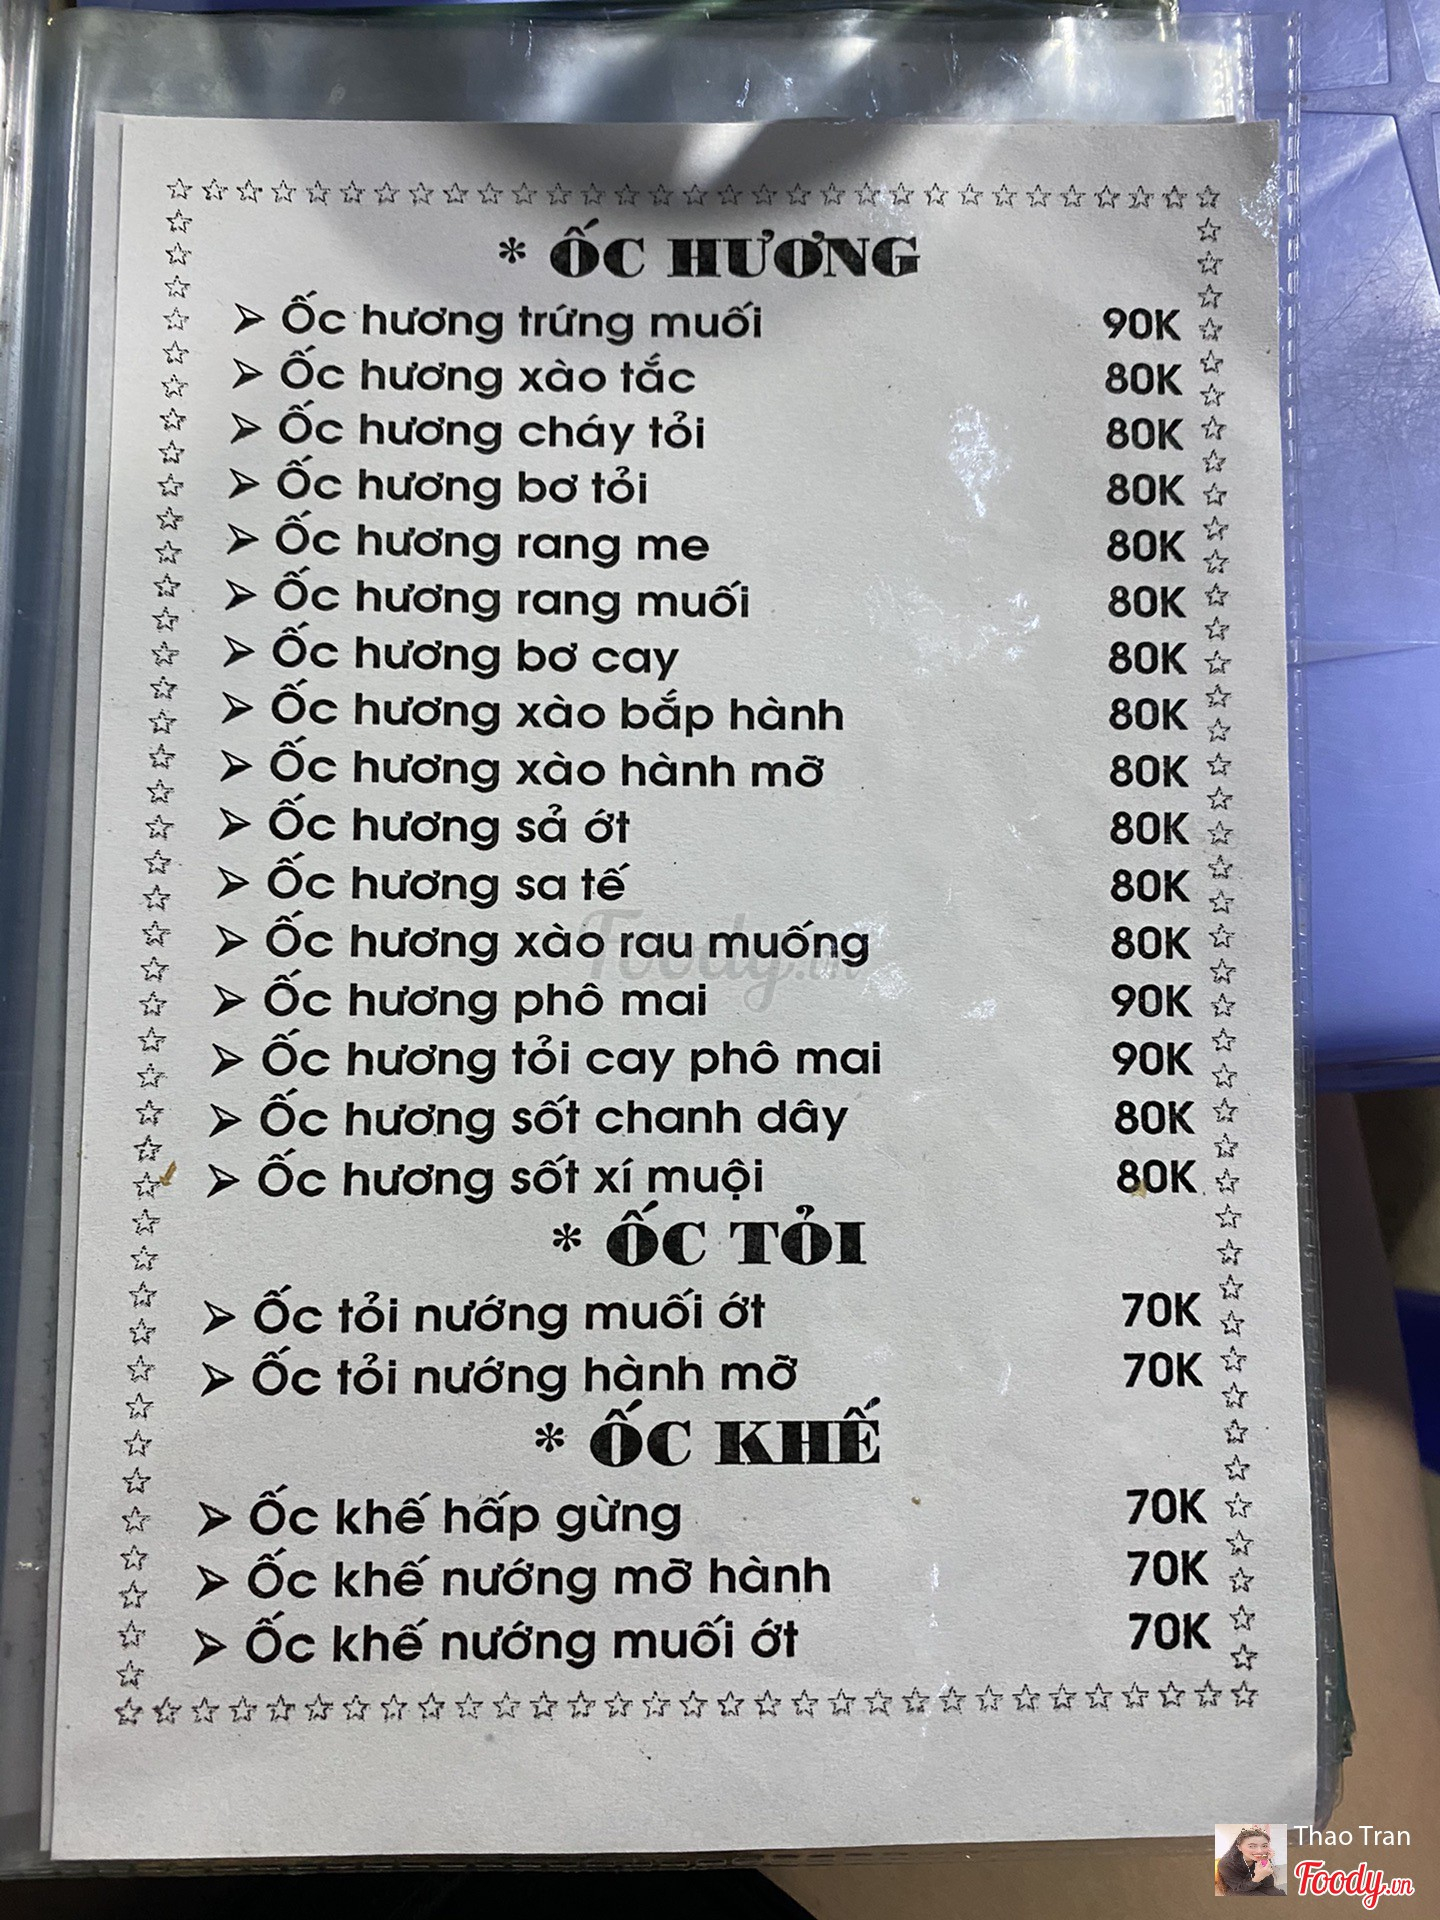 * ỐC HƯƠNG
➢ Ốc hương trứng muối 90K
➢ Ốc hương xào tắc 80K
➢ Ốc hương cháy tỏi 80K
➢ Ốc hương bơ tỏi 80K
➢ Ốc hương rang me 80K
➢ Ốc hương rang muối 80K
➢ Ốc hương bơ cay 80K
➢ Ốc hương xào bắp hành 80K
➢ Ốc hương xào hành mỡ 80K
➢ Ốc hương sả ớt 80K
➢ Ốc hương sa tế 80K
➢ Ốc hương xào rau muống 80K
➢ Ốc hương phô mai 90K
➢ Ốc hương tỏi cay phô mai 90K
➢ Ốc hương sốt chanh dây 80K
➢ Ốc hương sốt xí muội 80K
* ỐC TỎI
➢ Ốc tỏi nướng muối ớt 70K
➢ Ốc tỏi nướng hành mỡ 70K
* ỐC KHẾ
➢ Ốc khế hấp gừng 70K
➢ Ốc khế nướng mỡ hành 70K
➢ Ốc khế nướng muối ớt 70K
Foody.vn
Thao Tran
Foody.vn